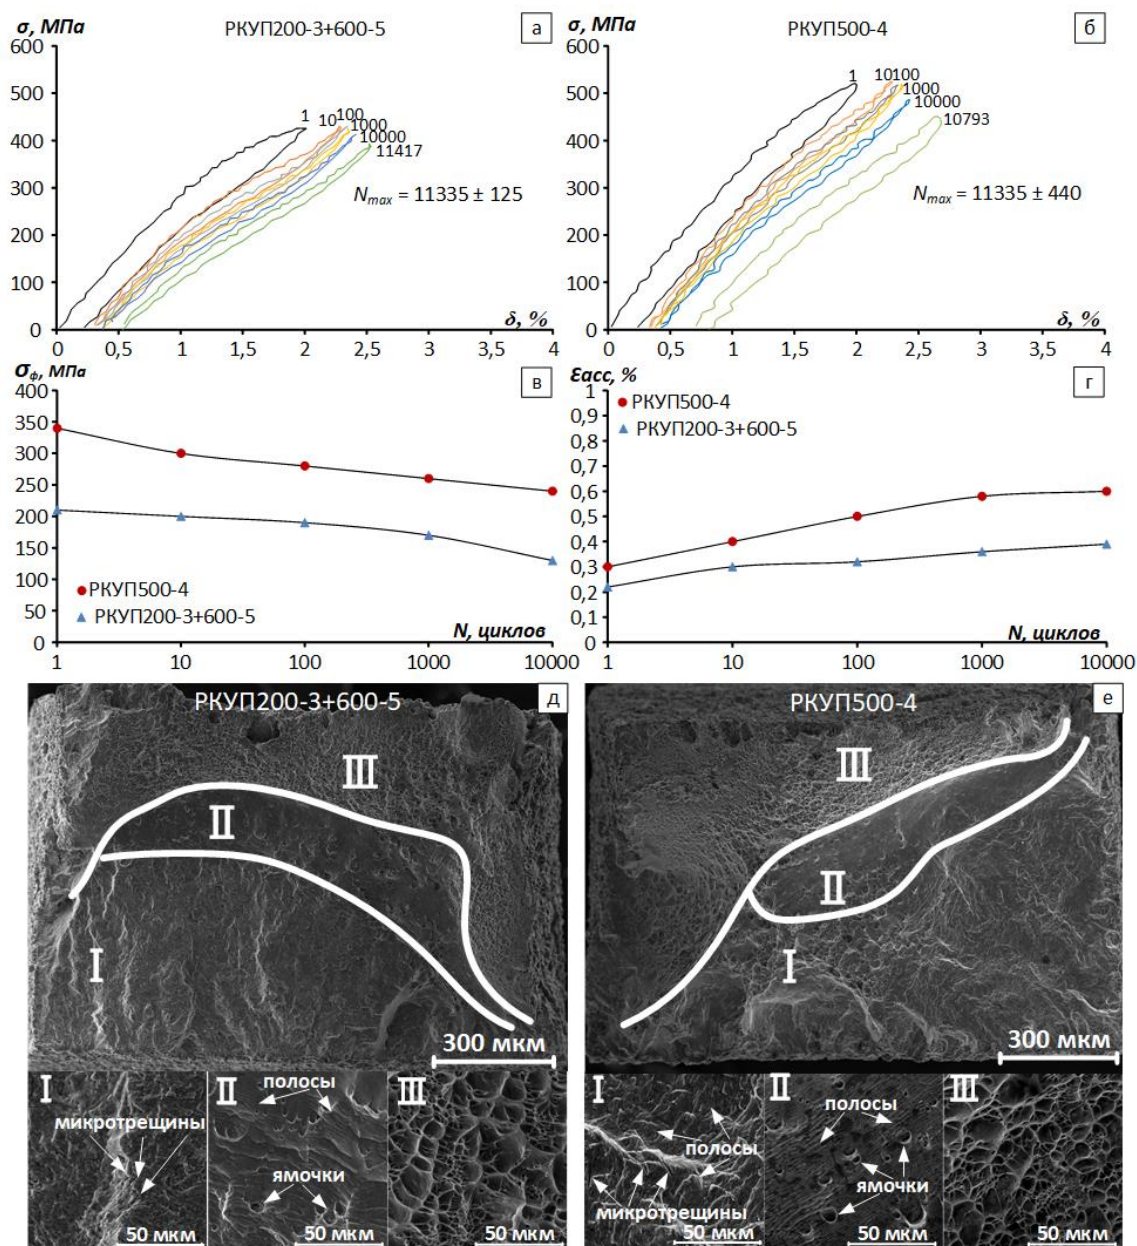 σ, МПа
РКУП200-3+600-5
а
600
500
400
300
200
100
0
1
10
100
1000
10000
11417
Nmax = 11335 ± 125
δ, %
0 0,5 1 1,5 2 2,5 3 3,5 4
σ, МПа
РКУП500-4
б
600
500
400
300
200
100
0
1
10
100
1000
10000
10793
Nmax = 11335 ± 440
δ, %
0 0,5 1 1,5 2 2,5 3 3,5 4
σф, МПа
в
400
350
300
250
200
150
100
50
0
РКУП500-4
РКУП200-3+600-5
N, циклов
1 10 100 1000 10000
Εacc, %
г
1
0,9
0,8
0,7
0,6
0,5
0,4
0,3
0,2
0,1
0
РКУП500-4
РКУП200-3+600-5
N, циклов
1 10 100 1000 10000
РКУП200-3+600-5
д
III
II
I
300 мкм
I
микротрещины
50 мкм
II
полосы
ямочки
50 мкм
III
50 мкм
РКУП500-4
е
III
II
I
300 мкм
I
полосы
микротрещины
50 мкм
II
полосы
ямочки
50 мкм
III
50 мкм